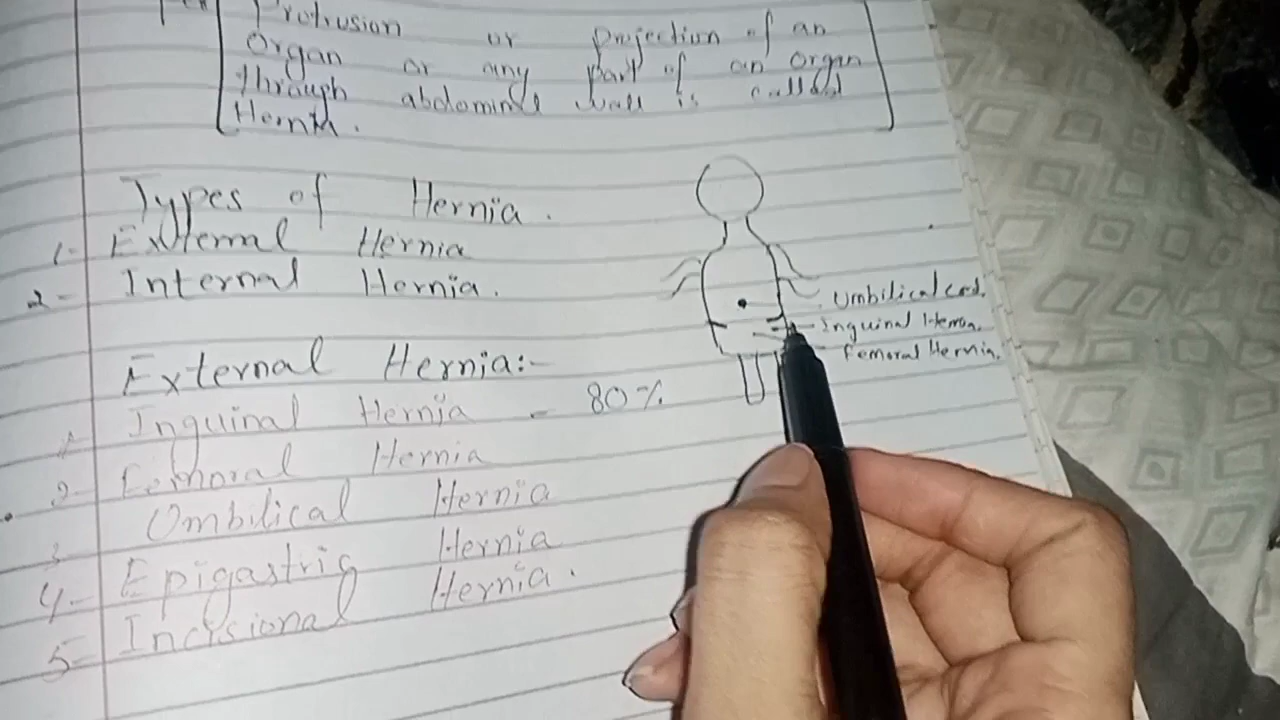 Protrusion or projection of an
Organ or any part of an organ
through abdominal wall is called
Hernia.
Types of Hernia.
1- External Hernia
2- Internal Hernia.
Umbilical Cord.
Inguinal Hernia.
Femoral Hernia.
External Hernia:-
1- Inguinal Hernia - 80%
2- Femoral Hernia
3- Umbilical Hernia
4- Epigastric Hernia
5- Incisional Hernia.